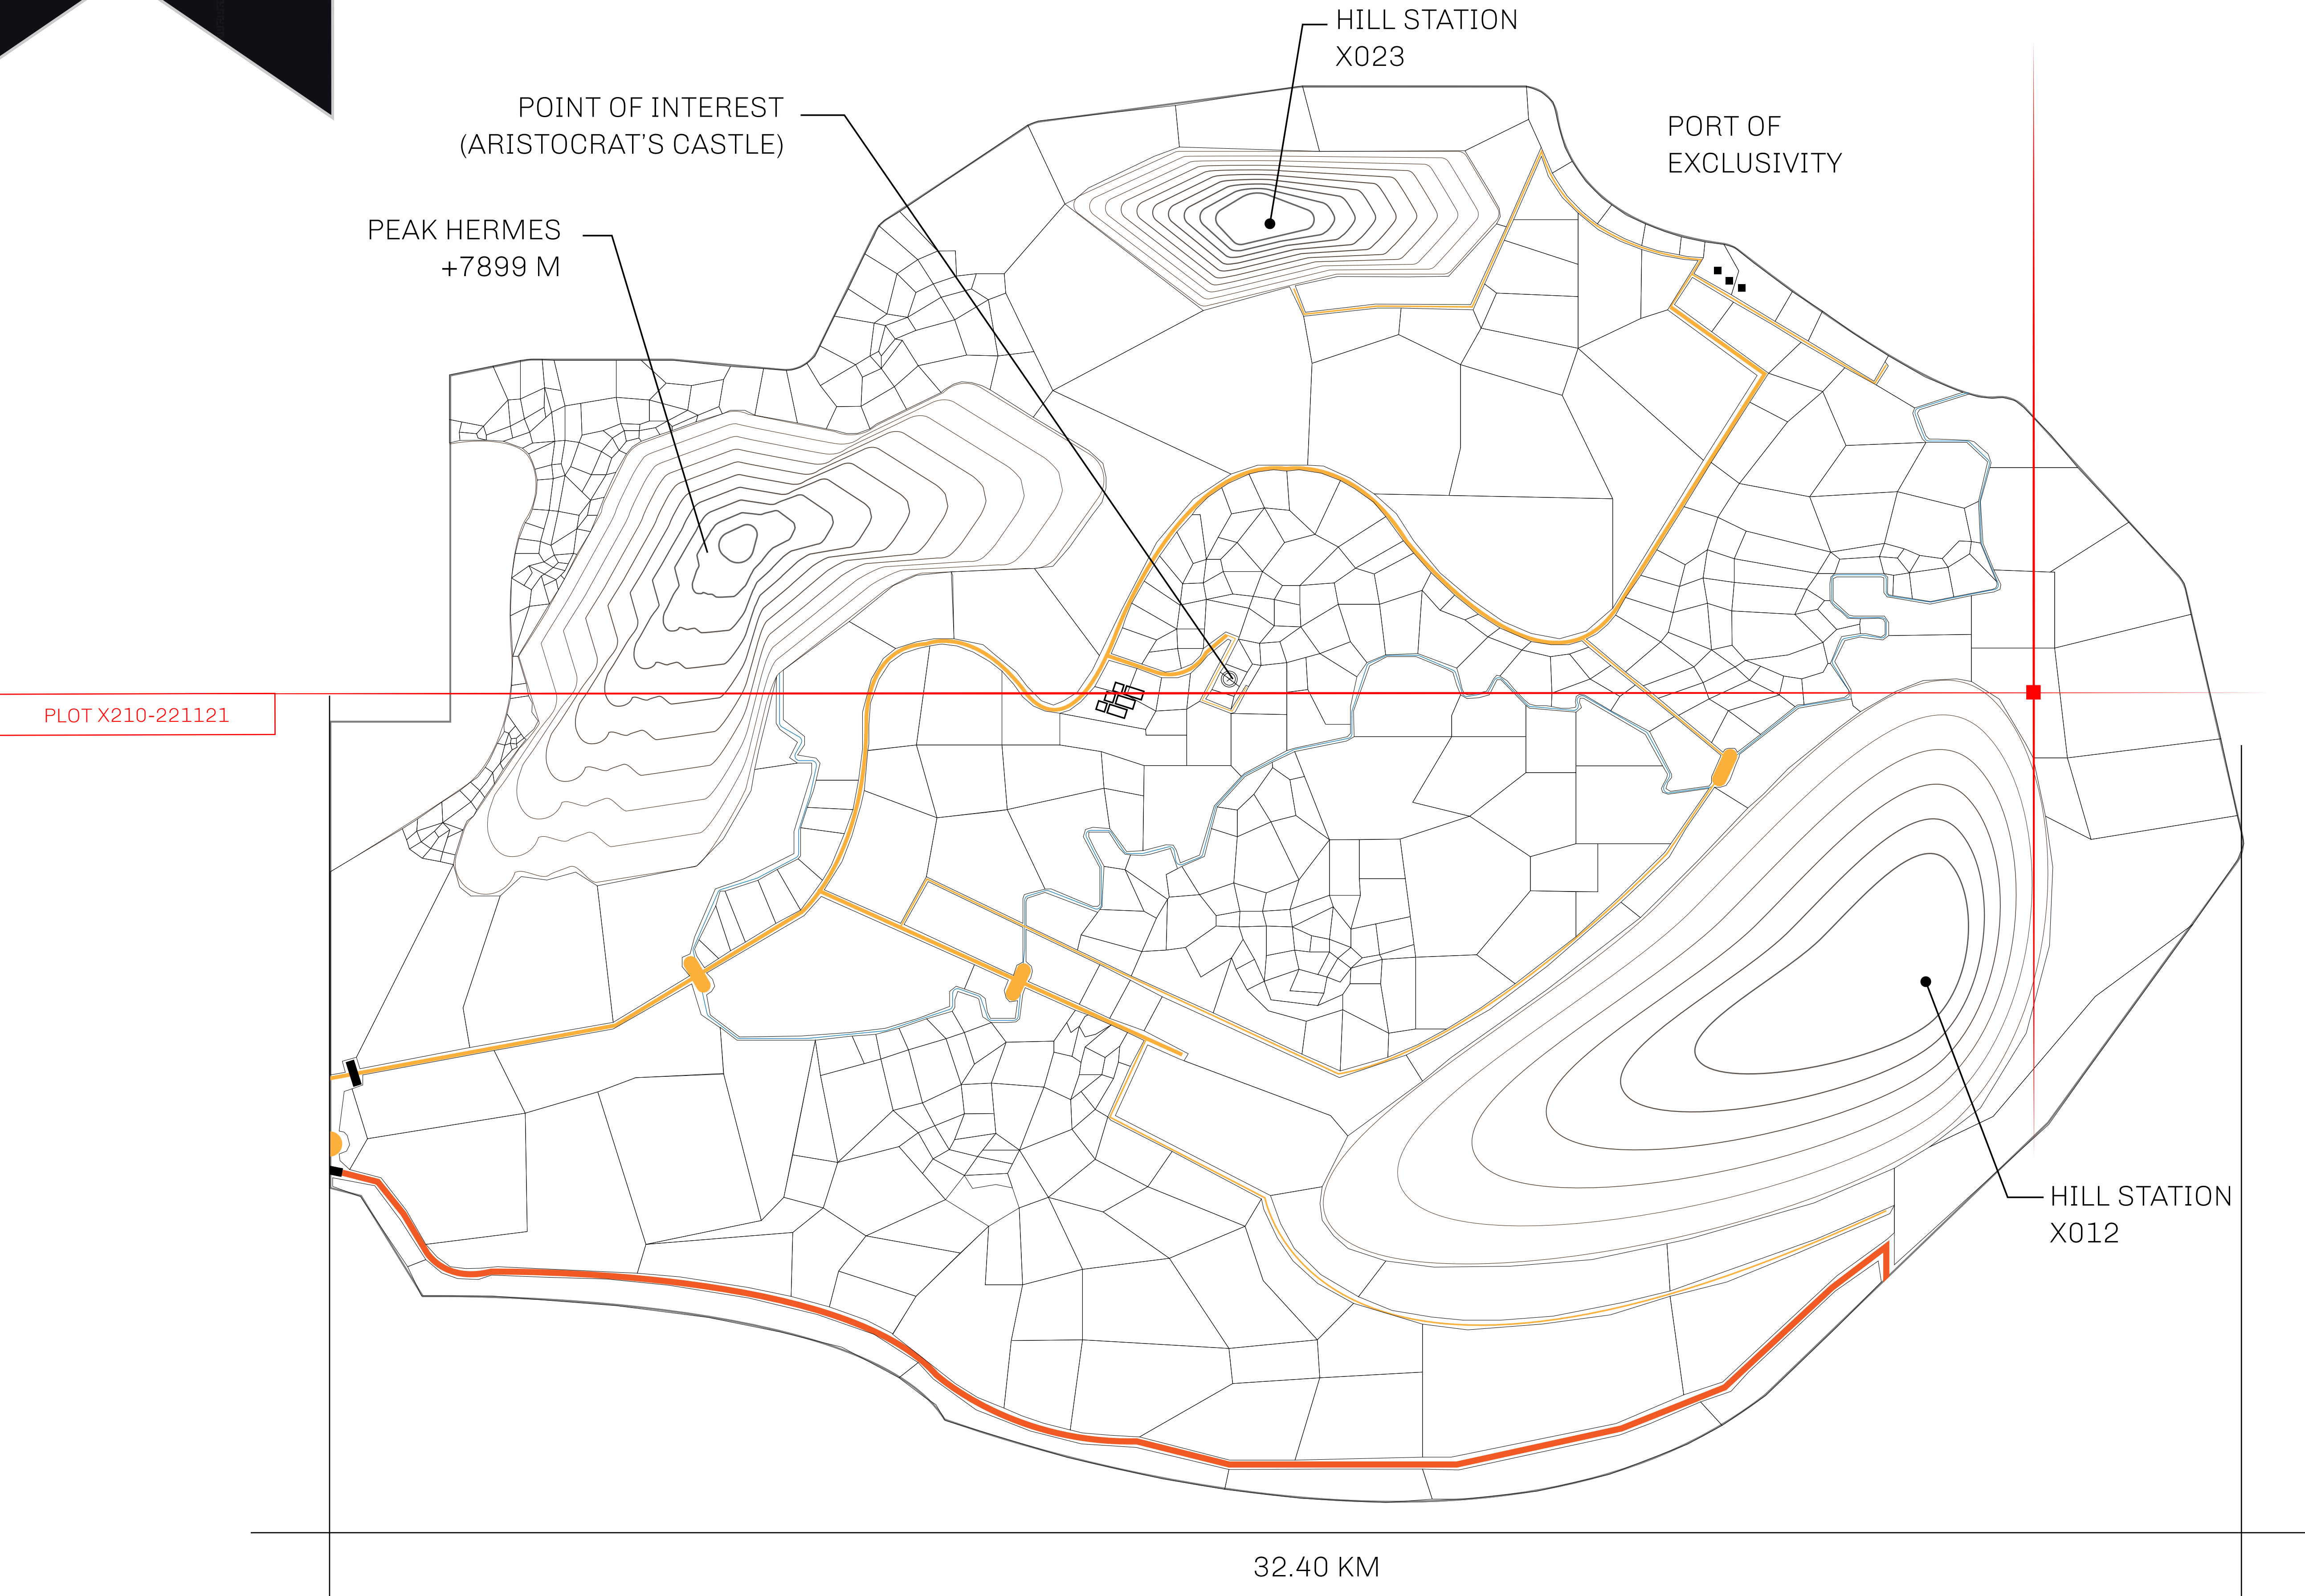 HILL STATION
X023
POINT OF INTEREST
(ARISTOCRAT'S CASTLE)
PORT OF
EXCLUSIVITY
PEAK HERMES
+7899 M
PLOT X210-221121
HILL STATION
X012
32.40 KM